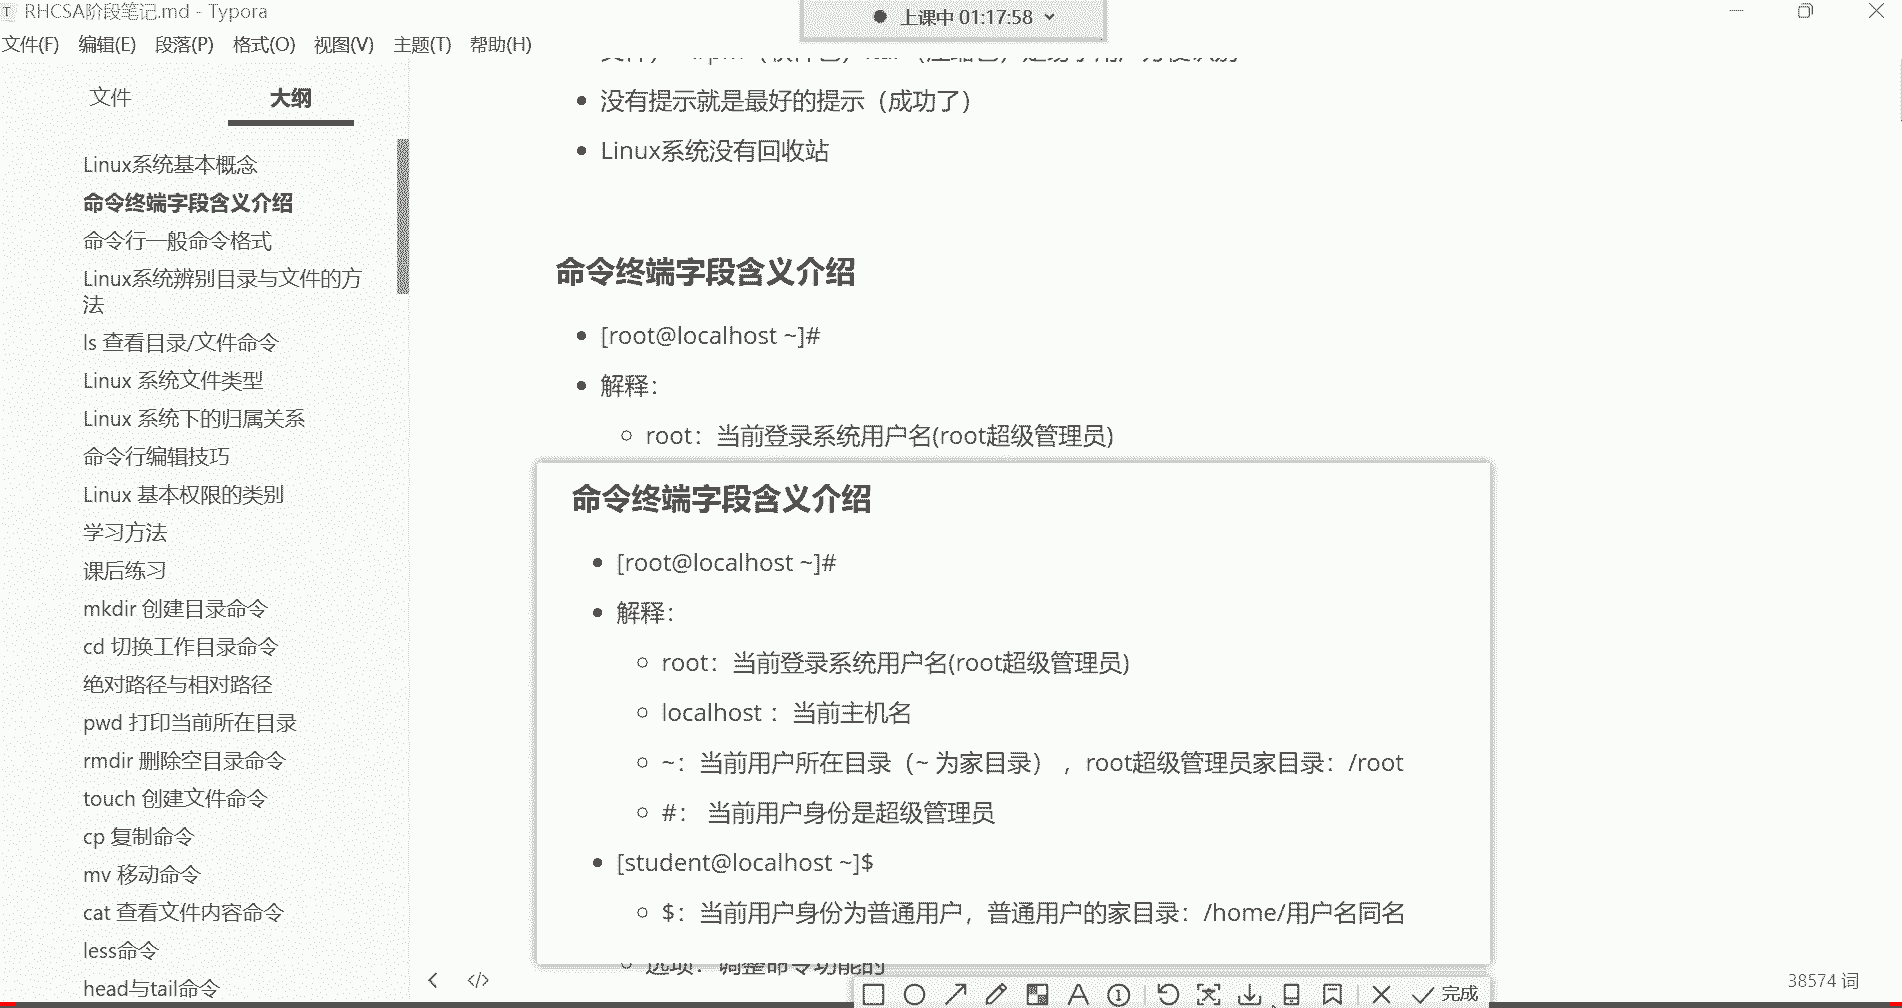 RHCSA阶段笔记.md - Typora
上课中 01:17:58
文件(F) 编辑(E) 段落(P) 格式(O) 视图(V) 主题(T) 帮助(H)
文件 大纲
Linux系统基本概念
命令终端字段含义介绍
命令行一般命令格式
Linux系统辨别目录与文件的方
法
ls 查看目录/文件命令
Linux 系统文件类型
Linux 系统下的归属关系
命令行编辑技巧
Linux 基本权限的类别
学习方法
课后练习
mkdir 创建目录命令
cd 切换工作目录命令
绝对路径与相对路径
pwd 打印当前所在目录
rmdir 删除空目录命令
touch 创建文件命令
cp 复制命令
mv 移动命令
cat 查看文件内容命令
less命令
head与tail命令
没有提示就是最好的提示（成功了）
Linux系统没有回收站
命令终端字段含义介绍
[root@localhost ~]#
解释：
root：当前登录系统用户名(root超级管理员)
命令终端字段含义介绍
[root@localhost ~]#
解释：
root：当前登录系统用户名(root超级管理员)
localhost ：当前主机名
~：当前用户所在目录（~ 为家目录），root超级管理员家目录：/root
#： 当前用户身份是超级管理员
[student@localhost ~]$
$：当前用户身份为普通用户，普通用户的家目录：/home/用户名同名
选项：调整命令功能的
38574 词
完成